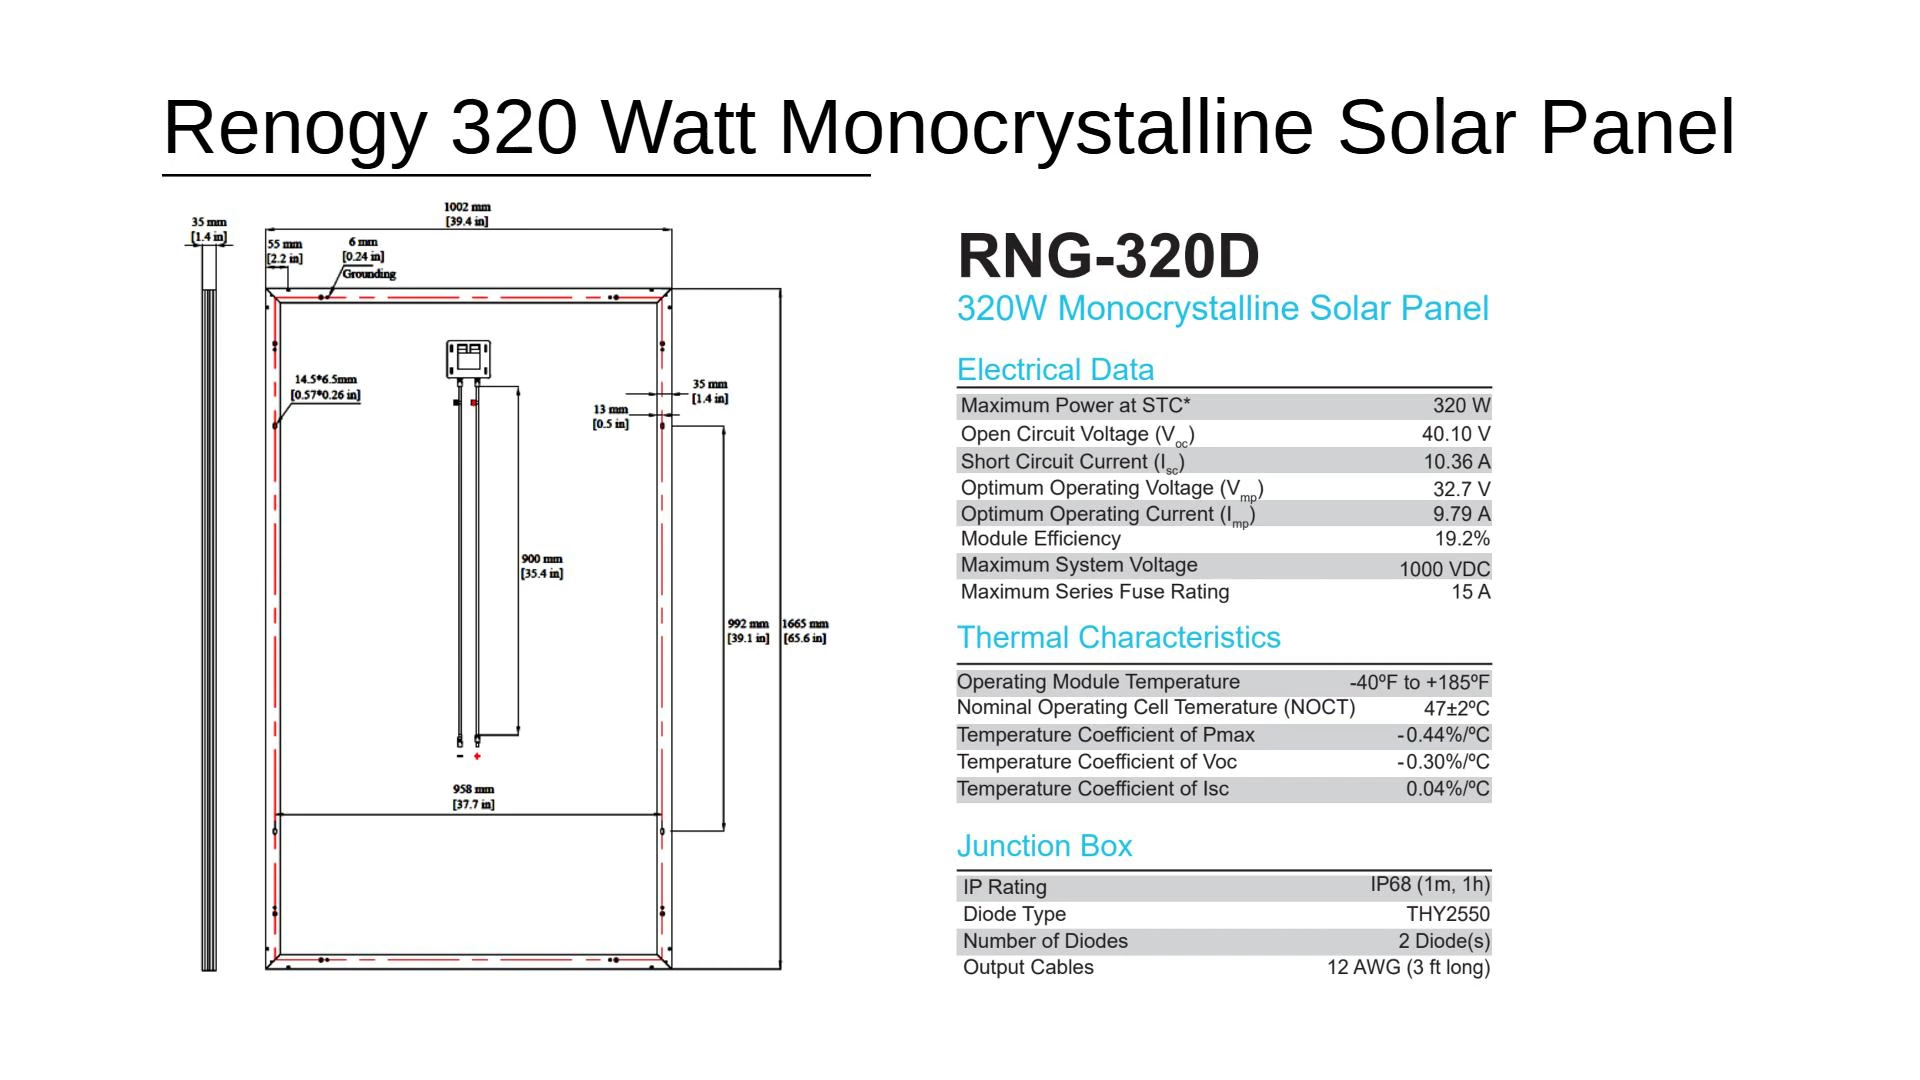 Renogy 320 Watt Monocrystalline Solar Panel
1002 mm
[39.4 in]
35 mm
[1.4 in]
55 mm
[2.2 in]
6 mm
[0.24 in]
Grounding
14.5*6.5mm
[0.57*0.26 in]
35 mm
[1.4 in]
13 mm
[0.5 in]
900 mm
[35.4 in]
992 mm
[39.1 in]
1665 mm
[65.6 in]
- +
958 mm
[37.7 in]
RNG-320D
320W Monocrystalline Solar Panel
Electrical Data
Maximum Power at STC* 320 W
Open Circuit Voltage (Voc) 40.10 V
Short Circuit Current (Isc) 10.36 A
Optimum Operating Voltage (Vmp) 32.7 V
Optimum Operating Current (Imp) 9.79 A
Module Efficiency 19.2%
Maximum System Voltage 1000 VDC
Maximum Series Fuse Rating 15 A
Thermal Characteristics
Operating Module Temperature -40ºF to +185ºF
Nominal Operating Cell Temerature (NOCT) 47±2ºC
Temperature Coefficient of Pmax -0.44%/ºC
Temperature Coefficient of Voc -0.30%/ºC
Temperature Coefficient of Isc 0.04%/ºC
Junction Box
IP Rating IP68 (1m, 1h)
Diode Type THY2550
Number of Diodes 2 Diode(s)
Output Cables 12 AWG (3 ft long)